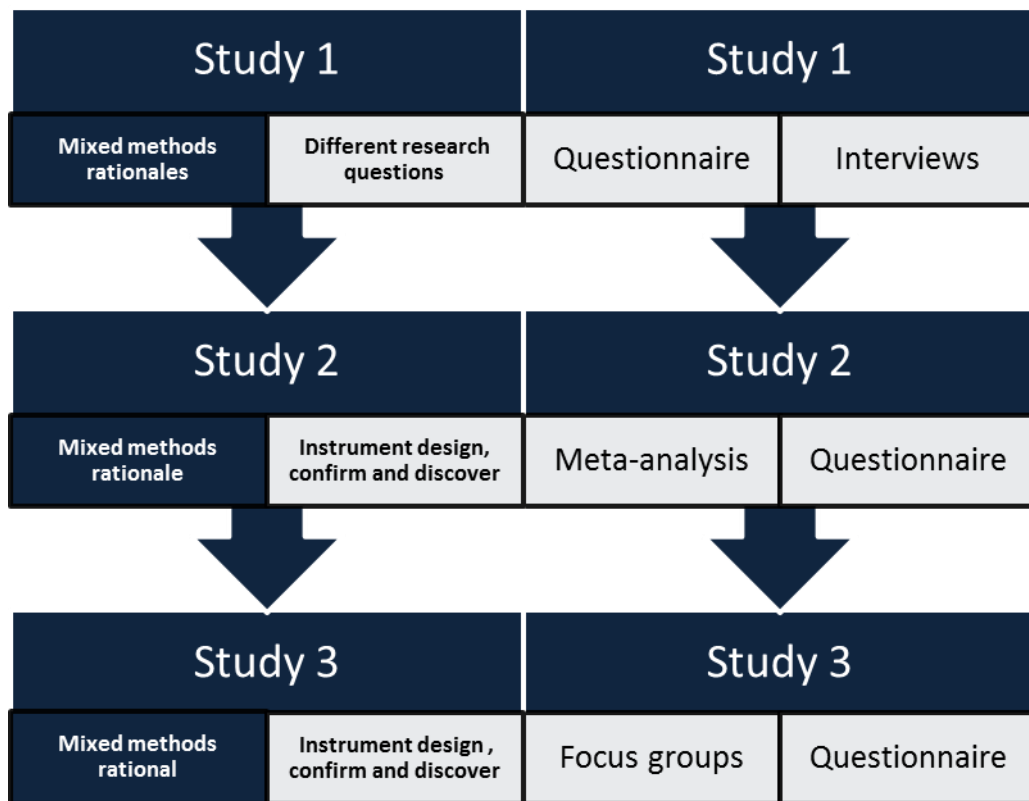 Study 1
Study 1
Mixed methods
rationales
Different research
questions
Questionnaire
Interviews
Study 2
Study 2
Mixed methods
rationale
Instrument design,
confirm and discover
Meta-analysis
Questionnaire
Study 3
Study 3
Mixed methods
rational
Instrument design ,
confirm and discover
Focus groups
Questionnaire